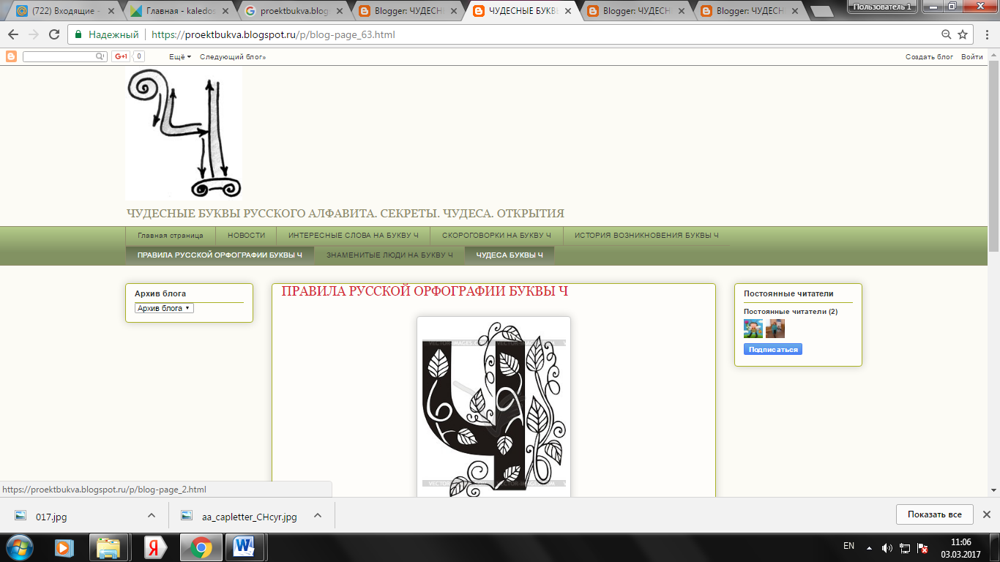 (722) Входящие -
Главная - kaledos
proektbukva.blog
Blogger: ЧУДЕСН
ЧУДЕСНЫЕ БУКВЫ
Blogger: ЧУДЕСН
Blogger: ЧУДЕСН
Пользователь 1
Надежный
https://proektbukva.blogspot.ru/p/blog-page_63.html
G+1 0
Ещё
Следующий блог»
Создать блог
Войти
ЧУДЕСНЫЕ БУКВЫ РУССКОГО АЛФАВИТА. СЕКРЕТЫ. ЧУДЕСА. ОТКРЫТИЯ
Главная страница
НОВОСТИ
ИНТЕРЕСНЫЕ СЛОВА НА БУКВУ Ч
СКОРОГОВОРКИ НА БУКВУ Ч
ИСТОРИЯ ВОЗНИКНОВЕНИЯ БУКВЫ Ч
ПРАВИЛА РУССКОЙ ОРФОГРАФИИ БУКВЫ Ч
ЗНАМЕНИТЫЕ ЛЮДИ НА БУКВУ Ч
ЧУДЕСА БУКВЫ Ч
Архив блога
Архив блога
ПРАВИЛА РУССКОЙ ОРФОГРАФИИ БУКВЫ Ч
Ч
VECTOR-IMAGES.COM
VECTOR-IMAGES.COM
Постоянные читатели
Постоянные читатели (2)
Подписаться
https://proektbukva.blogspot.ru/p/blog-page_2.html
017.jpg
aa_capletter_CHcyr.jpg
Показать все
Я
W
EN
11:06
03.03.2017